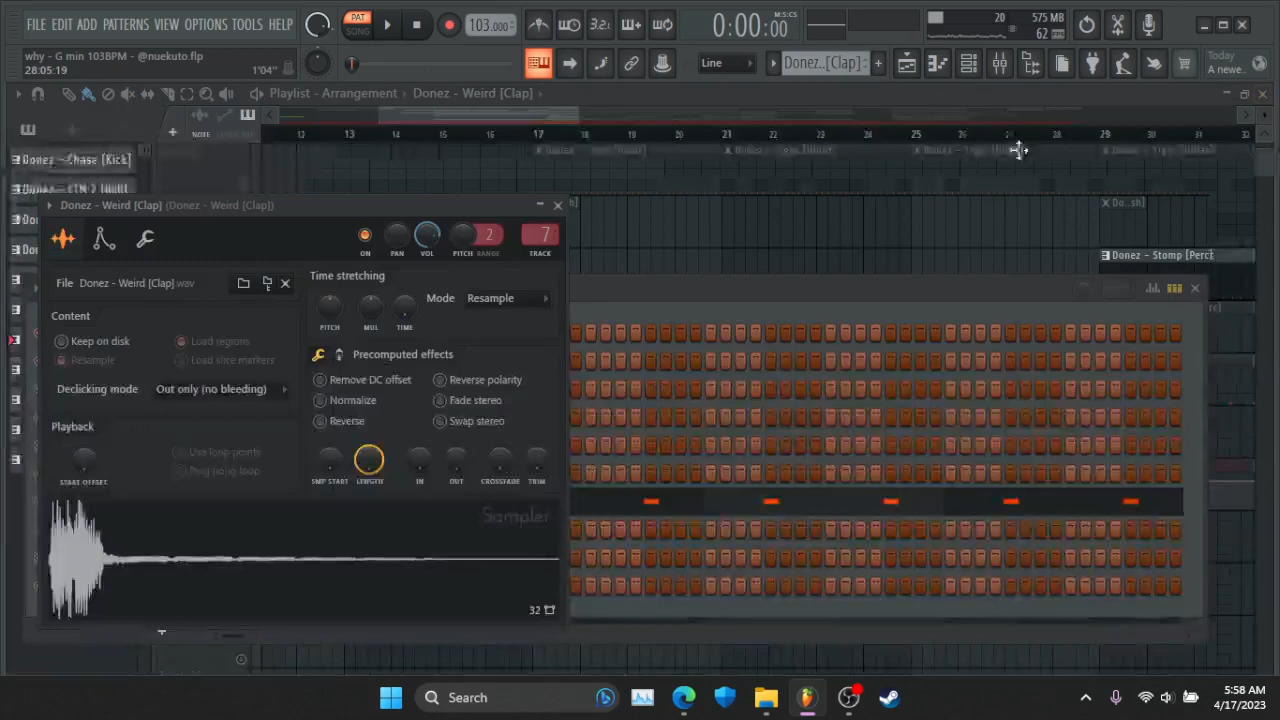 FILE EDIT ADD PATTERNS VIEW OPTIONS TOOLS HELP
PAT
SONG
103.000
3.2.
0:00:00
M:S:CS
20
575 MB
62
why - G min 103BPM - @nuekuto.flp
28:05:19
1'04"
Line
Donez..[Clap]
Today
A newe..
Playlist - Arrangement
Donez - Weird [Clap]
NOTE
12 13 14 15 16 17 18 19 20 21 22 23 24 25 26 28 29 30 31 32
Donez - Chase [Kick]
Donez - Weird [Clap] (Donez - Weird [Clap])
h]
Do..sh]
2
7
ON PAN VOL PITCH RANGE TRACK
Donez - Stomp [Perc]
File Donez - Weird [Clap].wav
Time stretching
Mode Resample
PITCH MUL TIME
Content
Keep on disk
Load regions
Resample
Load slice markers
Declicking mode Out only (no bleeding)
Precomputed effects
Remove DC offset
Reverse polarity
Normalize
Fade stereo
Reverse
Swap stereo
Playback
Use loop points
Ping pong loop
START OFFSET
SMP START LENGTH IN OUT CROSSFADE TRIM
Sampler
32
Search
5:58 AM
4/17/2023